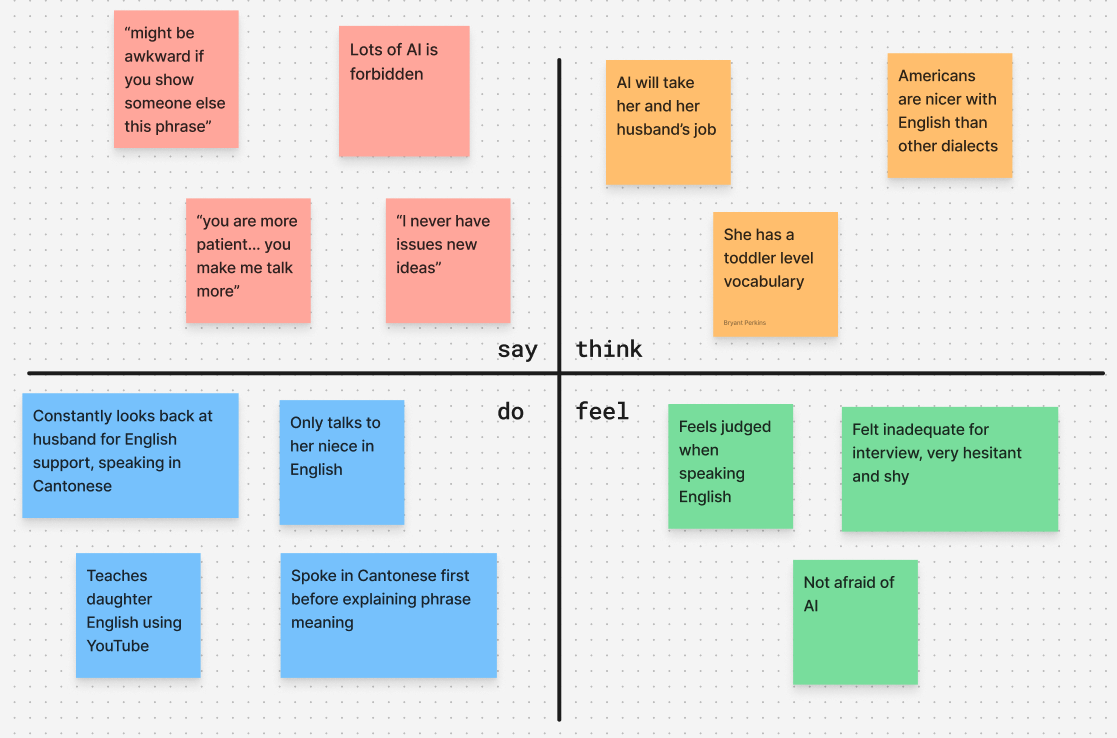 “might be
awkward if
you show
someone else
this phrase”
Lots of AI is
forbidden
“you are more
patient... you
make me talk
more”
“I never have
issues new
ideas”
say
AI will take
her and her
husband’s job
Americans
are nicer with
English than
other dialects
She has a
toddler level
vocabulary
Bryant Perkins
think
do
Constantly looks back at
husband for English
support, speaking in
Cantonese
Only talks to
her niece in
English
Teaches
daughter
English using
YouTube
Spoke in Cantonese first
before explaining phrase
meaning
feel
Feels judged
when
speaking
English
Felt inadequate for
interview, very hesitant
and shy
Not afraid of
AI